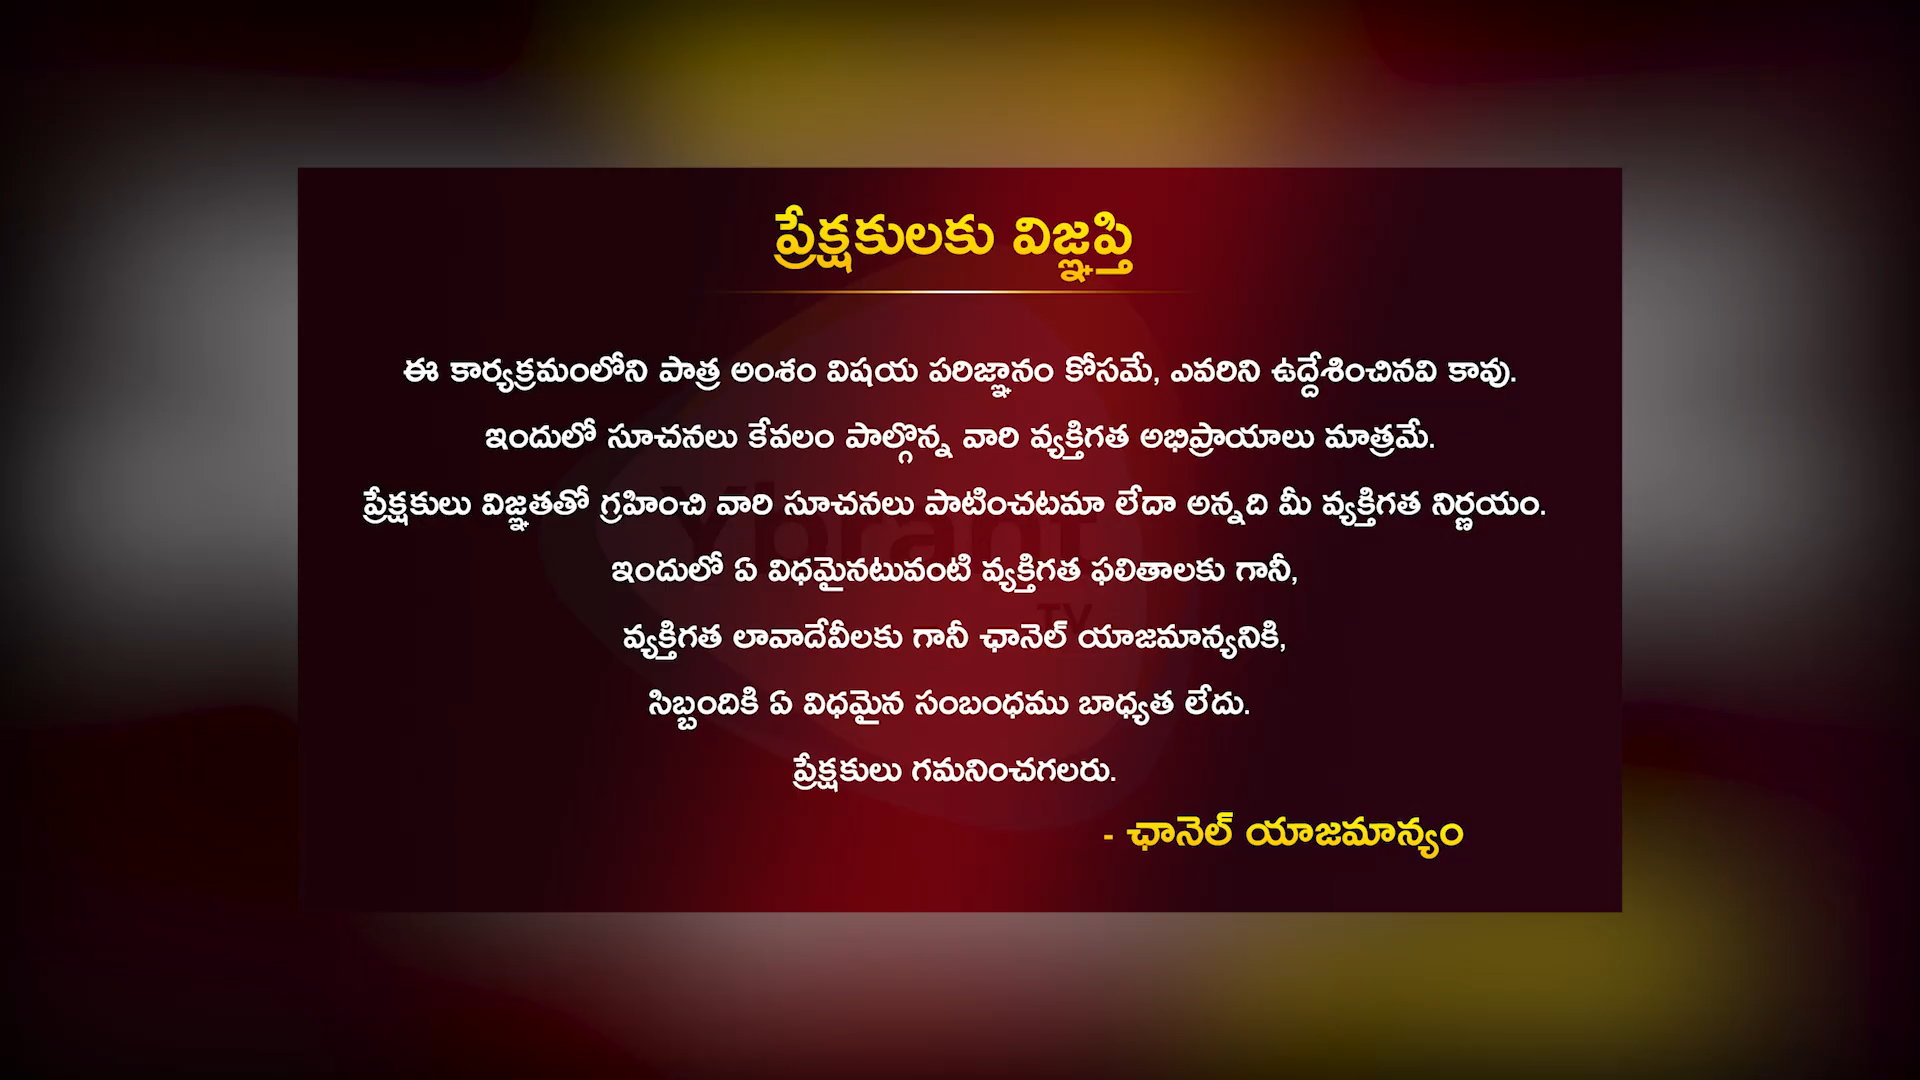 ప్రేక్షకులకు విజ్ఞప్తి
ఈ కార్యక్రమంలోని పాత్ర అంశం విషయ పరిజ్ఞానం కోసమే, ఎవరిని ఉద్దేశించినవి కావు.
ఇందులో సూచనలు కేవలం పాల్గొన్న వారి వ్యక్తిగత అభిప్రాయాలు మాత్రమే.
ప్రేక్షకులు విజ్ఞతతో గ్రహించి వారి సూచనలు పాటించటమా లేదా అన్నది మీ వ్యక్తిగత నిర్ణయం.
ఇందులో ఏ విధమైనటువంటి వ్యక్తిగత ఫలితాలకు గానీ,
వ్యక్తిగత లావాదేవీలకు గానీ ఛానెల్ యాజమాన్యనికి,
సిబ్బందికి ఏ విధమైన సంబంధము బాధ్యత లేదు.
ప్రేక్షకులు గమనించగలరు.
- ఛానెల్ యాజమాన్యం
Ybrant
TV